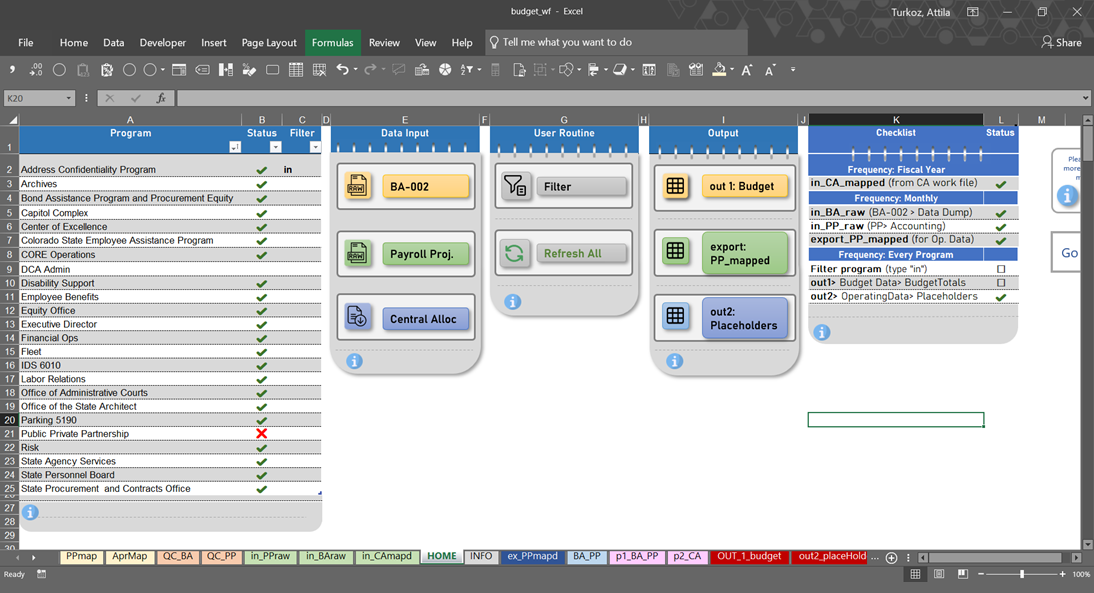 budget_wf - Excel
Turkoz, Attila
File Home Data Developer Insert Page Layout Formulas Review View Help Tell me what you want to do Share
K20 fx
A B C D E F G H I J K L M
1 Program Status Filter Data Input User Routine Output Checklist Status
2 Address Confidentiality Program in
3 Archives
4 Bond Assistance Program and Procurement Equity
5 Capitol Complex
6 Center of Excellence
7 Colorado State Employee Assistance Program
8 CORE Operations
9 DCA Admin
10 Disability Support
11 Employee Benefits
12 Equity Office
13 Executive Director
14 Financial Ops
15 Fleet
16 IDS 6010
17 Labor Relations
18 Office of Administrative Courts
19 Office of the State Architect
20 Parking 5190
21 Public Private Partnership
22 Risk
23 State Agency Services
24 State Personnel Board
25 State Procurement and Contracts Office
27
28
29
30
RAW BA-002
RAW Payroll Proj.
Central Alloc
Filter
Refresh All
out 1: Budget
export:
PP_mapped
out2:
Placeholders
Frequency: Fiscal Year
in_CA_mapped (from CA work file)
Frequency: Monthly
in_BA_raw (BA-002 > Data Dump)
in_PP_raw (PP> Accounting)
export_PP_mapped (for Op. Data)
Frequency: Every Program
Filter program (type "in")
out1> Budget Data> BudgetTotals
out2> OperatingData> Placeholders
Plea
more
m
Go
PPmap AprMap QC_BA QC_PP in_PPraw in_BAraw in_CAmapd HOME INFO ex_PPmapd BA_PP p1_BA_PP p2_CA OUT_1_budget out2_placeHold ...
Ready 100%